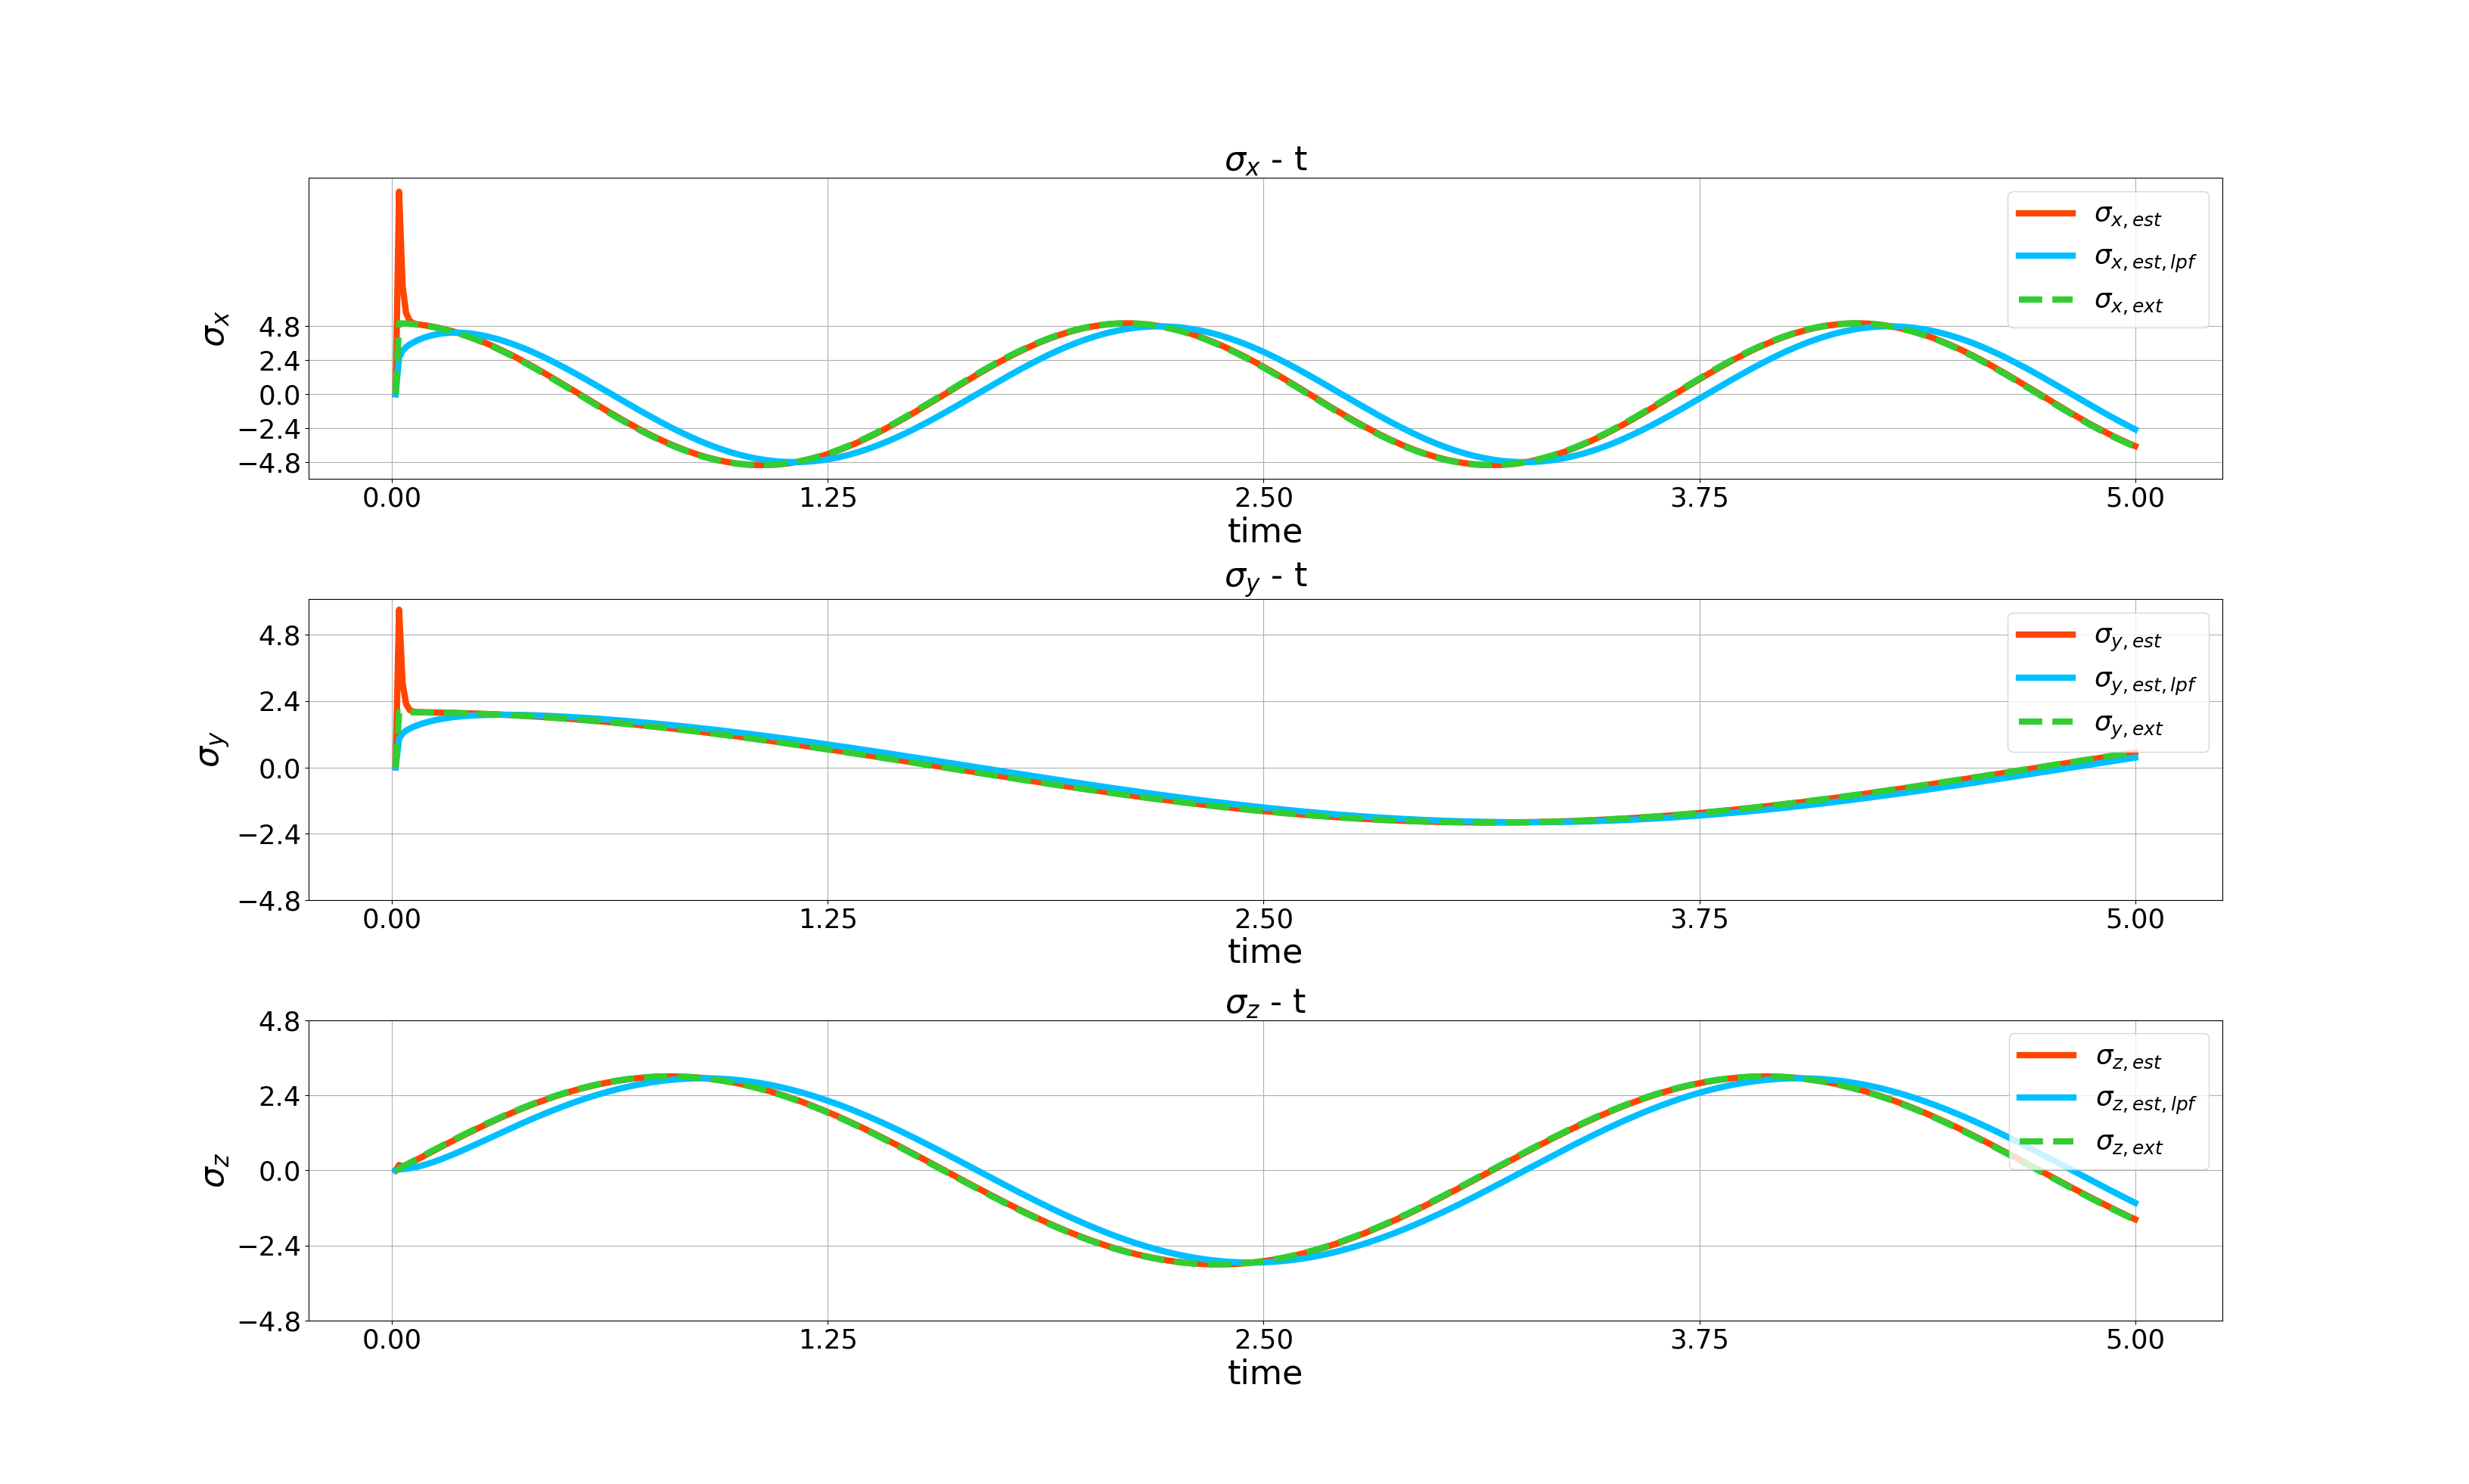 σx - t
σx
4.8
2.4
0.0
−2.4
−4.8
σx,est
σx,est,lpf
σx,ext
0.00 1.25 2.50 3.75 5.00
time
σy - t
σy
4.8
2.4
0.0
−2.4
−4.8
σy,est
σy,est,lpf
σy,ext
0.00 1.25 2.50 3.75 5.00
time
σz - t
σz
4.8
2.4
0.0
−2.4
−4.8
σz,est
σz,est,lpf
σz,ext
0.00 1.25 2.50 3.75 5.00
time